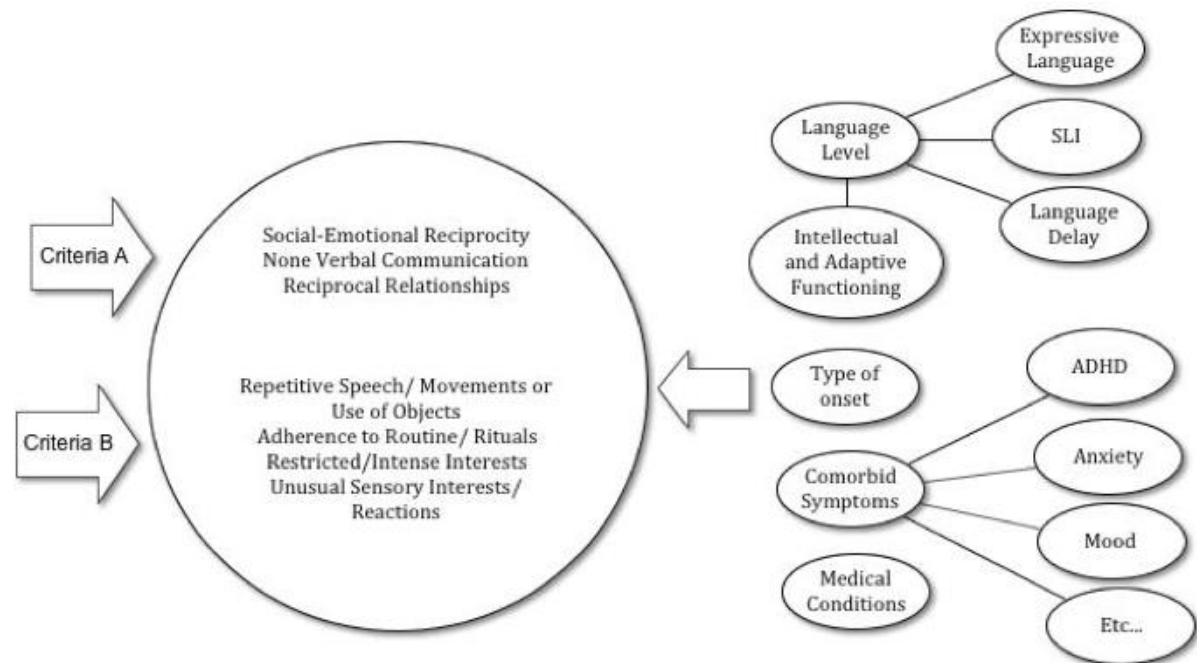 Criteria A
Social-Emotional Reciprocity
None Verbal Communication
Reciprocal Relationships
Criteria B
Repetitive Speech/ Movements or
Use of Objects
Adherence to Routine/ Rituals
Restricted/Intense Interests
Unusual Sensory Interests/
Reactions
Language
Level
Expressive
Language
SLI
Language
Delay
Intellectual
and Adaptive
Functioning
Type of
onset
Comorbid
Symptoms
ADHD
Anxiety
Mood
Etc...
Medical
Conditions